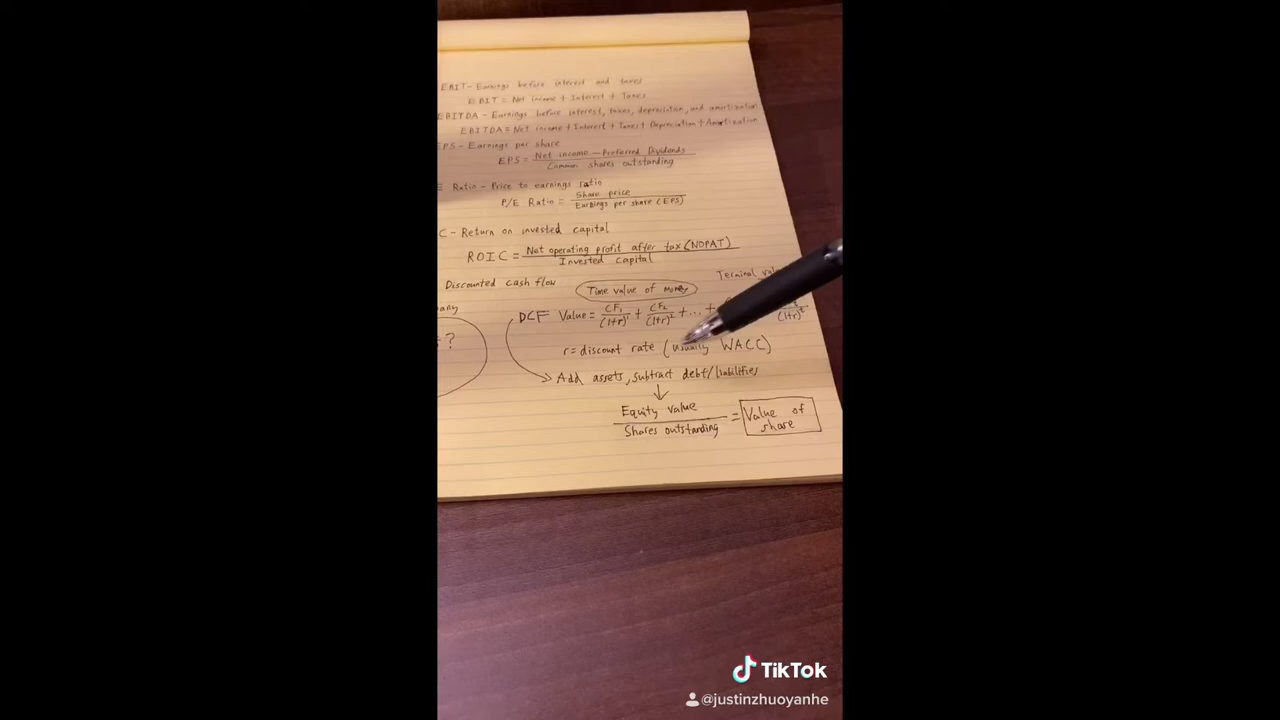 EBIT - Earnings before interest and taxes
EBIT = Net income + Interest + Taxes
EBITDA - Earnings before interest, taxes, depreciation, and amortization
EBITDA = Net income + Interest + Taxes + Depreciation + Amortization
EPS - Earnings per share
EPS = Net income - Preferred Dividends
Common shares outstanding
E Ratio - Price to earnings ratio
P/E Ratio = Share price
Earnings per share (EPS)
C - Return on invested capital
ROIC = Net operating profit after tax (NOPAT)
Invested capital
Terminal
Discounted cash flow
Time value of money
any
DCF Value = CF₁ + CF₂ + ... +
(1+r)¹ (1+r)² (1+r)ᵗ
?
r = discount rate (usually WACC)
Add assets, subtract debt/liabilities
Equity value = Value of share
Shares outstanding
TikTok
@justinzhuoyanhe